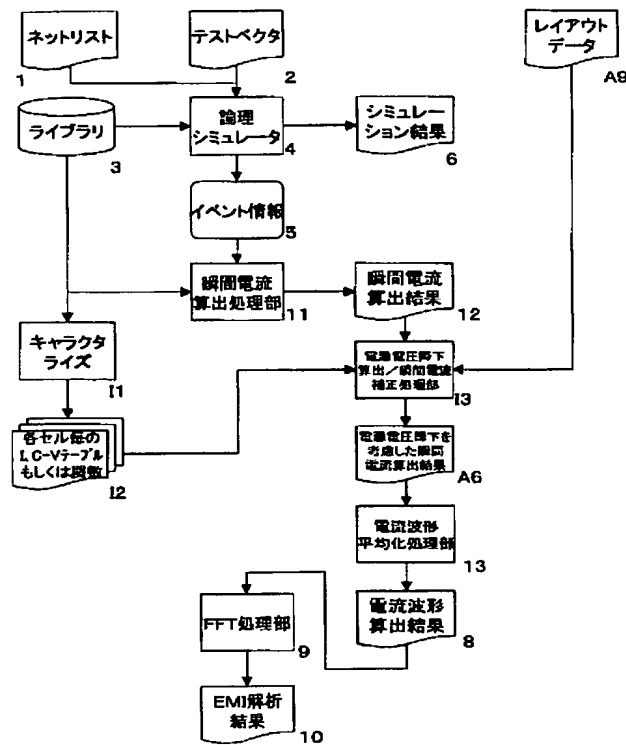 ネットリスト
1
テストベクタ
2
レイアウト
データ
A9
ライブラリ
3
論理
シミュレータ
4
シミュレー
ション結果
6
イベント情報
5
瞬間電流
算出処理部
11
瞬間電流
算出結果
12
キャラクタ
ライズ
I1
電源電圧降下
算出/瞬間電流
補正処理部
I3
各セル毎の
I,C-Vテーブル
もしくは関数
I2
電源電圧降下を
考慮した瞬間
電流算出結果
A6
電流波形
平均化処理部
13
電流波形
算出結果
8
FFT処理部
9
EMI解析
結果
10